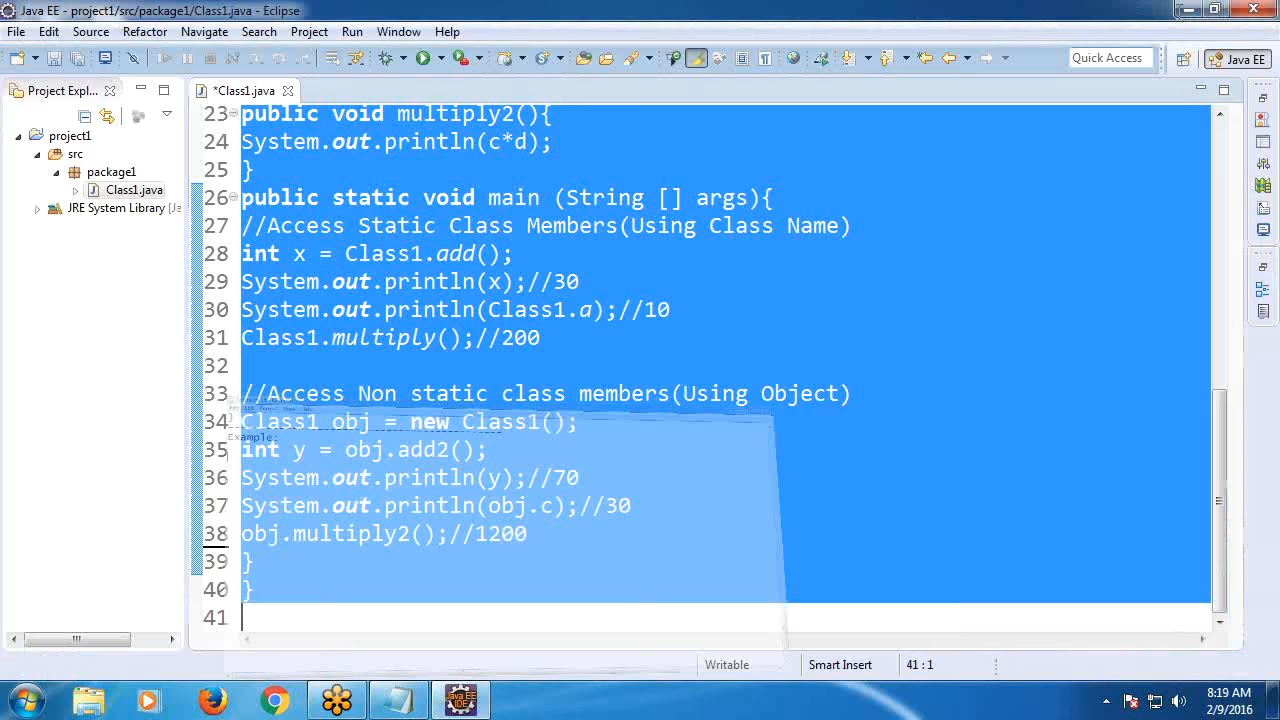 Java EE - project1/src/package1/Class1.java - Eclipse
File Edit Source Refactor Navigate Search Project Run Window Help
Quick Access
Java EE
Project Expl...
*Class1.java
project1
src
package1
Class1.java
JRE System Library [Ja
23 public void multiply2(){
24 System.out.println(c*d);
25 }
26 public static void main (String [] args){
27 //Access Static Class Members(Using Class Name)
28 int x = Class1.add();
29 System.out.println(x);//30
30 System.out.println(Class1.a);//10
31 Class1.multiply();//200
32
33 //Access Non static class members(Using Object)
34 Class1 obj = new Class1();
Example:
35 int y = obj.add2();
36 System.out.println(y);//70
37 System.out.println(obj.c);//30
38 obj.multiply2();//1200
39 }
40 }
41
Writable Smart Insert 41 : 1
Java EE IDE
8:19 AM
2/9/2016